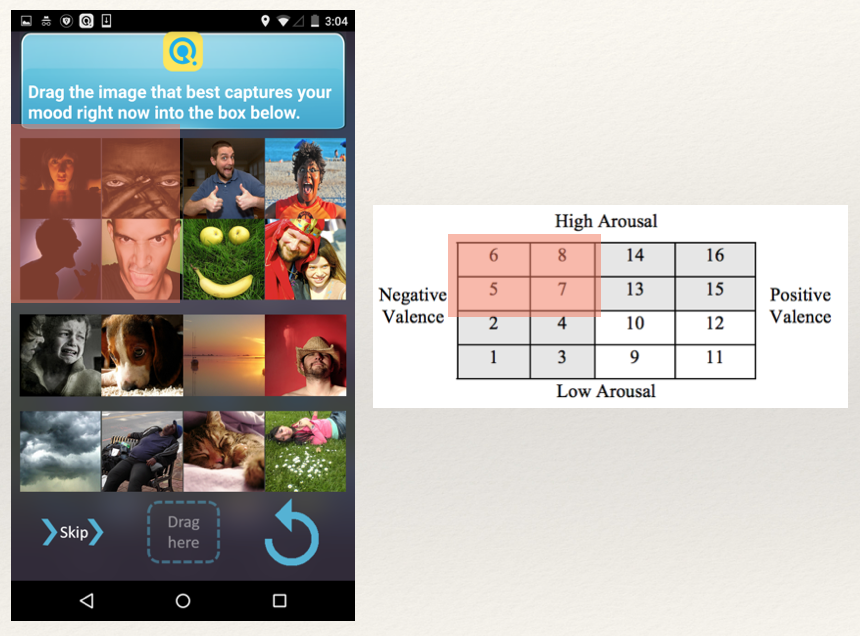 3:04
Drag the image that best captures your
mood right now into the box below.
Skip
Drag
here
High Arousal
Negative
Valence
6 8 14 16
5 7 13 15
2 4 10 12
1 3 9 11
Positive
Valence
Low Arousal